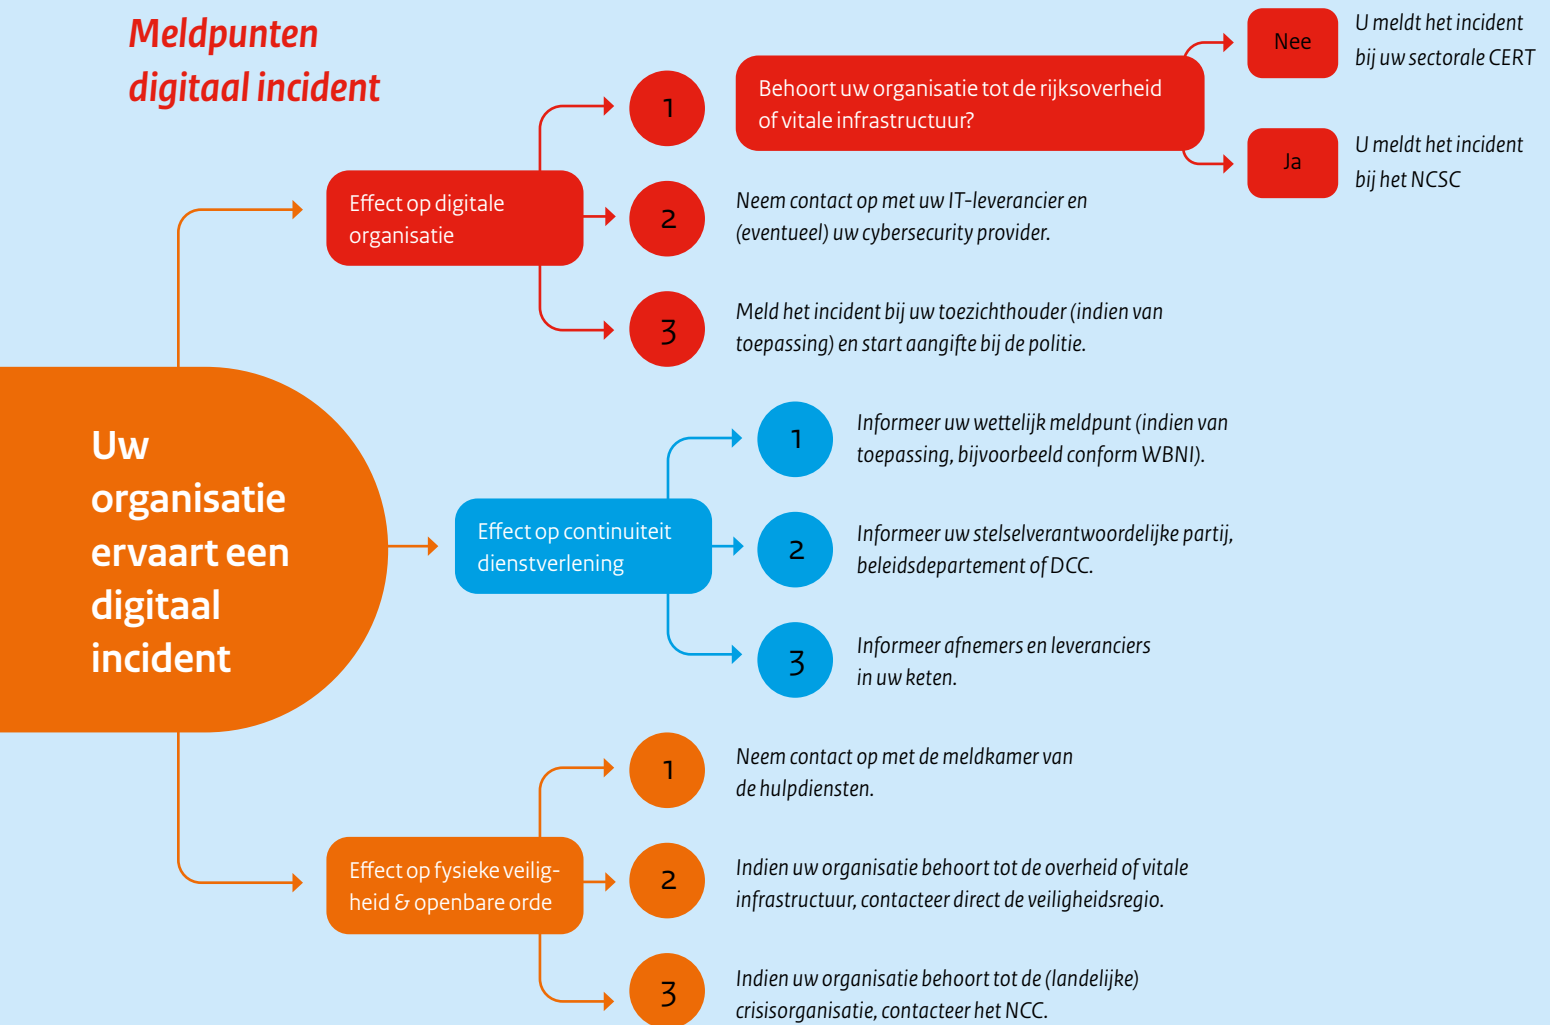 Meldpunten
digitaal incident
Uw
organisatie
ervaart een
digitaal
incident
Effect op digitale
organisatie
1
Behoort uw organisatie tot de rijksoverheid
of vitale infrastructuur?
Nee
U meldt het incident
bij uw sectorale CERT
Ja
U meldt het incident
bij het NCSC
2
Neem contact op met uw IT-leverancier en
(eventueel) uw cybersecurity provider.
3
Meld het incident bij uw toezichthouder (indien van
toepassing) en start aangifte bij de politie.
Effect op continuiteit
dienstverlening
1
Informeer uw wettelijk meldpunt (indien van
toepassing, bijvoorbeeld conform WBNI).
2
Informeer uw stelselverantwoordelijke partij,
beleidsdepartement of DCC.
3
Informeer afnemers en leveranciers
in uw keten.
Effect op fysieke veilig-
heid & openbare orde
1
Neem contact op met de meldkamer van
de hulpdiensten.
2
Indien uw organisatie behoort tot de overheid of vitale
infrastructuur, contacteer direct de veiligheidsregio.
3
Indien uw organisatie behoort tot de (landelijke)
crisisorganisatie, contacteer het NCC.